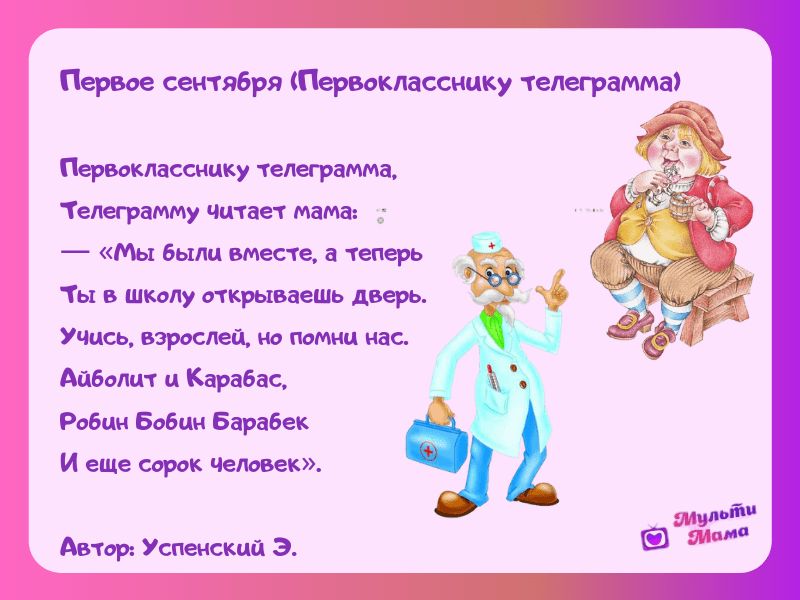 Первое сентября (Первокласснику телеграмма)
Первокласснику телеграмма,
Телеграмму читает мама:
— «Мы были вместе, а теперь
Ты в школу открываешь дверь.
Учись, взрослей, но помни нас.
Айболит и Карабас,
Робин Бобин Барабек
И еще сорок человек».
Автор: Успенский Э.
Мульти
Мама